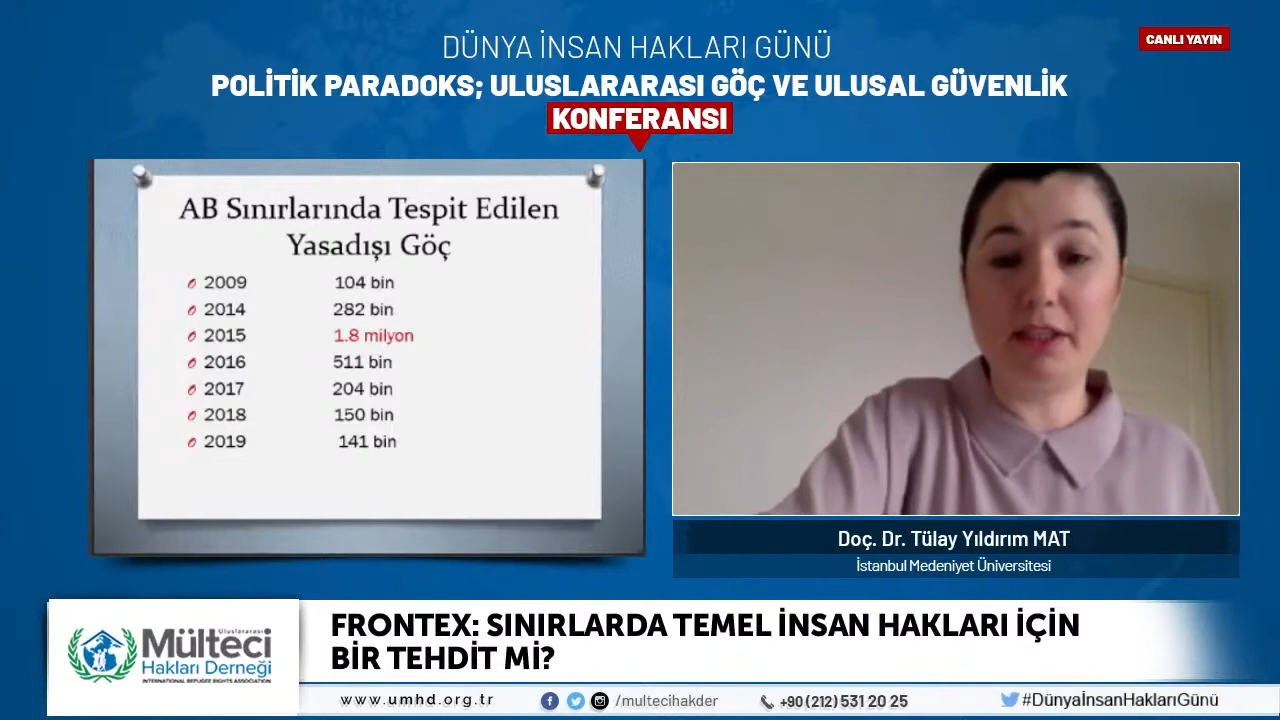 DÜNYA İNSAN HAKLARI GÜNÜ
CANLI YAYIN
POLİTİK PARADOKS; ULUSLARARASI GÖÇ VE ULUSAL GÜVENLİK
KONFERANSI
AB Sınırlarında Tespit Edilen
Yasadışı Göç
2009 104 bin
2014 282 bin
2015 1.8 milyon
2016 511 bin
2017 204 bin
2018 150 bin
2019 141 bin
Doç. Dr. Tülay Yıldırım MAT
İstanbul Medeniyet Üniversitesi
FRONTEX: SINIRLARDA TEMEL İNSAN HAKLARI İÇİN
BİR TEHDİT Mİ?
Uluslararası
Mülteci
Hakları Derneği
INTERNATIONAL REFUGEE RIGHTS ASSOCIATION
www.umhd.org.tr /multecihakder +90 (212) 531 20 25 #DünyaİnsanHaklarıGünü